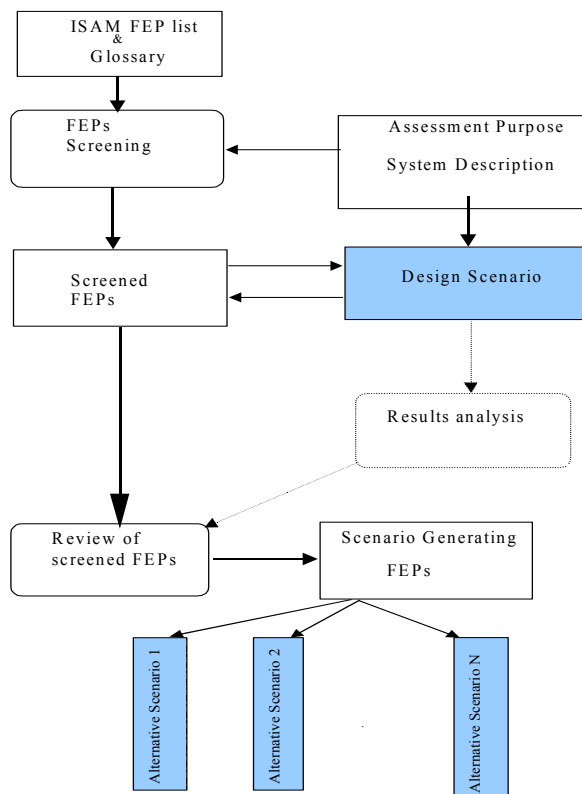 ISAM FEP list
&
Glossary
FEPs
Screening
Assessment Purpose
System Description
Screened
FEPs
Design Scenario
Results analysis
Review of
screened FEPs
Scenario Generating
FEPs
Alternative Scenario 1
Alternative Scenario 2
Alternative Scenario N